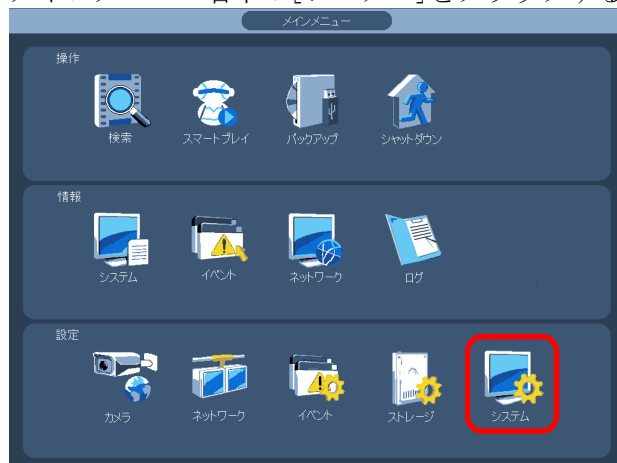 メインメニュー
操作
検索 スマートプレイ バックアップ シャットダウン
情報
システム イベント ネットワーク ログ
設定
カメラ ネットワーク イベント ストレージ システム